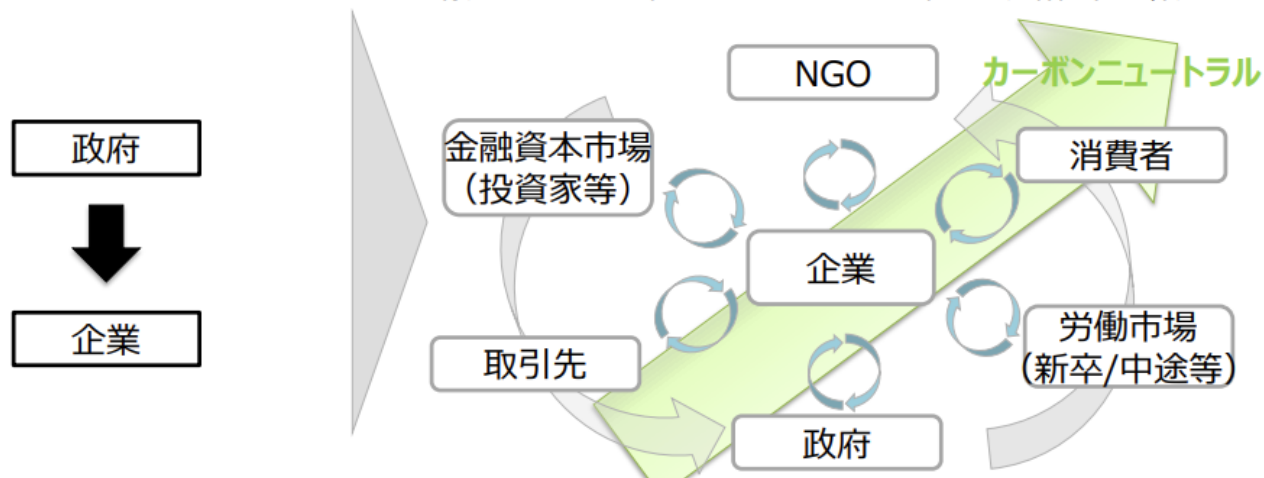 政府
企業
NGO
カーボンニュートラル
金融資本市場
（投資家等）
消費者
企業
取引先
労働市場
（新卒/中途等）
政府